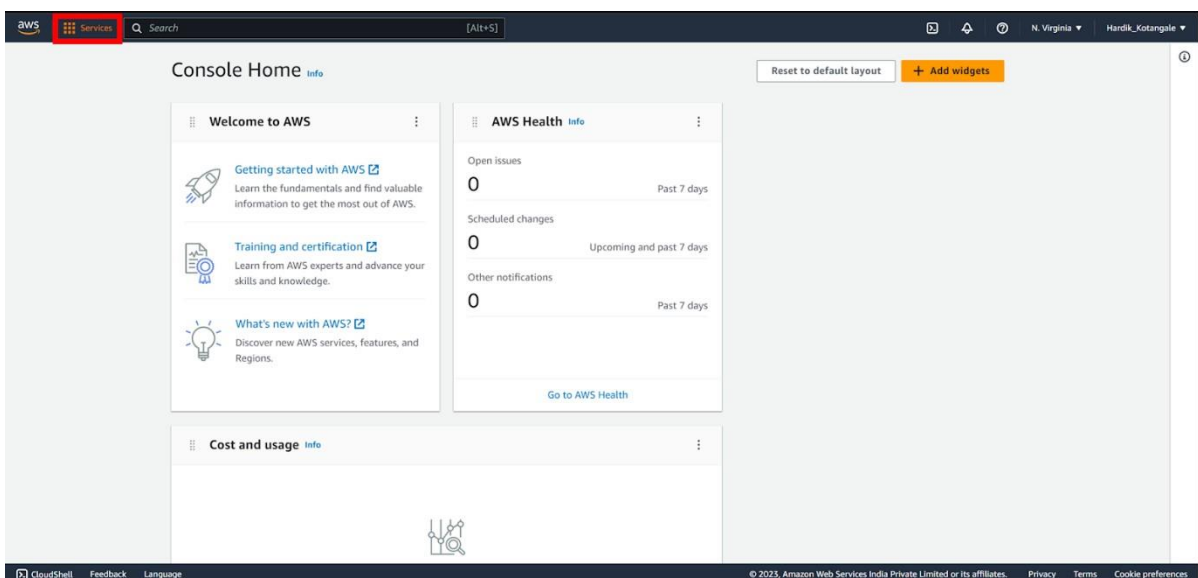 aws Services Search [Alt+S] N. Virginia Hardik_Kotangale
Console Home Info
Reset to default layout
+ Add widgets
Welcome to AWS
Getting started with AWS
Learn the fundamentals and find valuable
information to get the most out of AWS.
Training and certification
Learn from AWS experts and advance your
skills and knowledge.
What's new with AWS?
Discover new AWS services, features, and
Regions.
AWS Health Info
Open issues
0 Past 7 days
Scheduled changes
0 Upcoming and past 7 days
Other notifications
0 Past 7 days
Go to AWS Health
Cost and usage Info
CloudShell Feedback Language © 2023, Amazon Web Services India Private Limited or its affiliates. Privacy Terms Cookie preferences